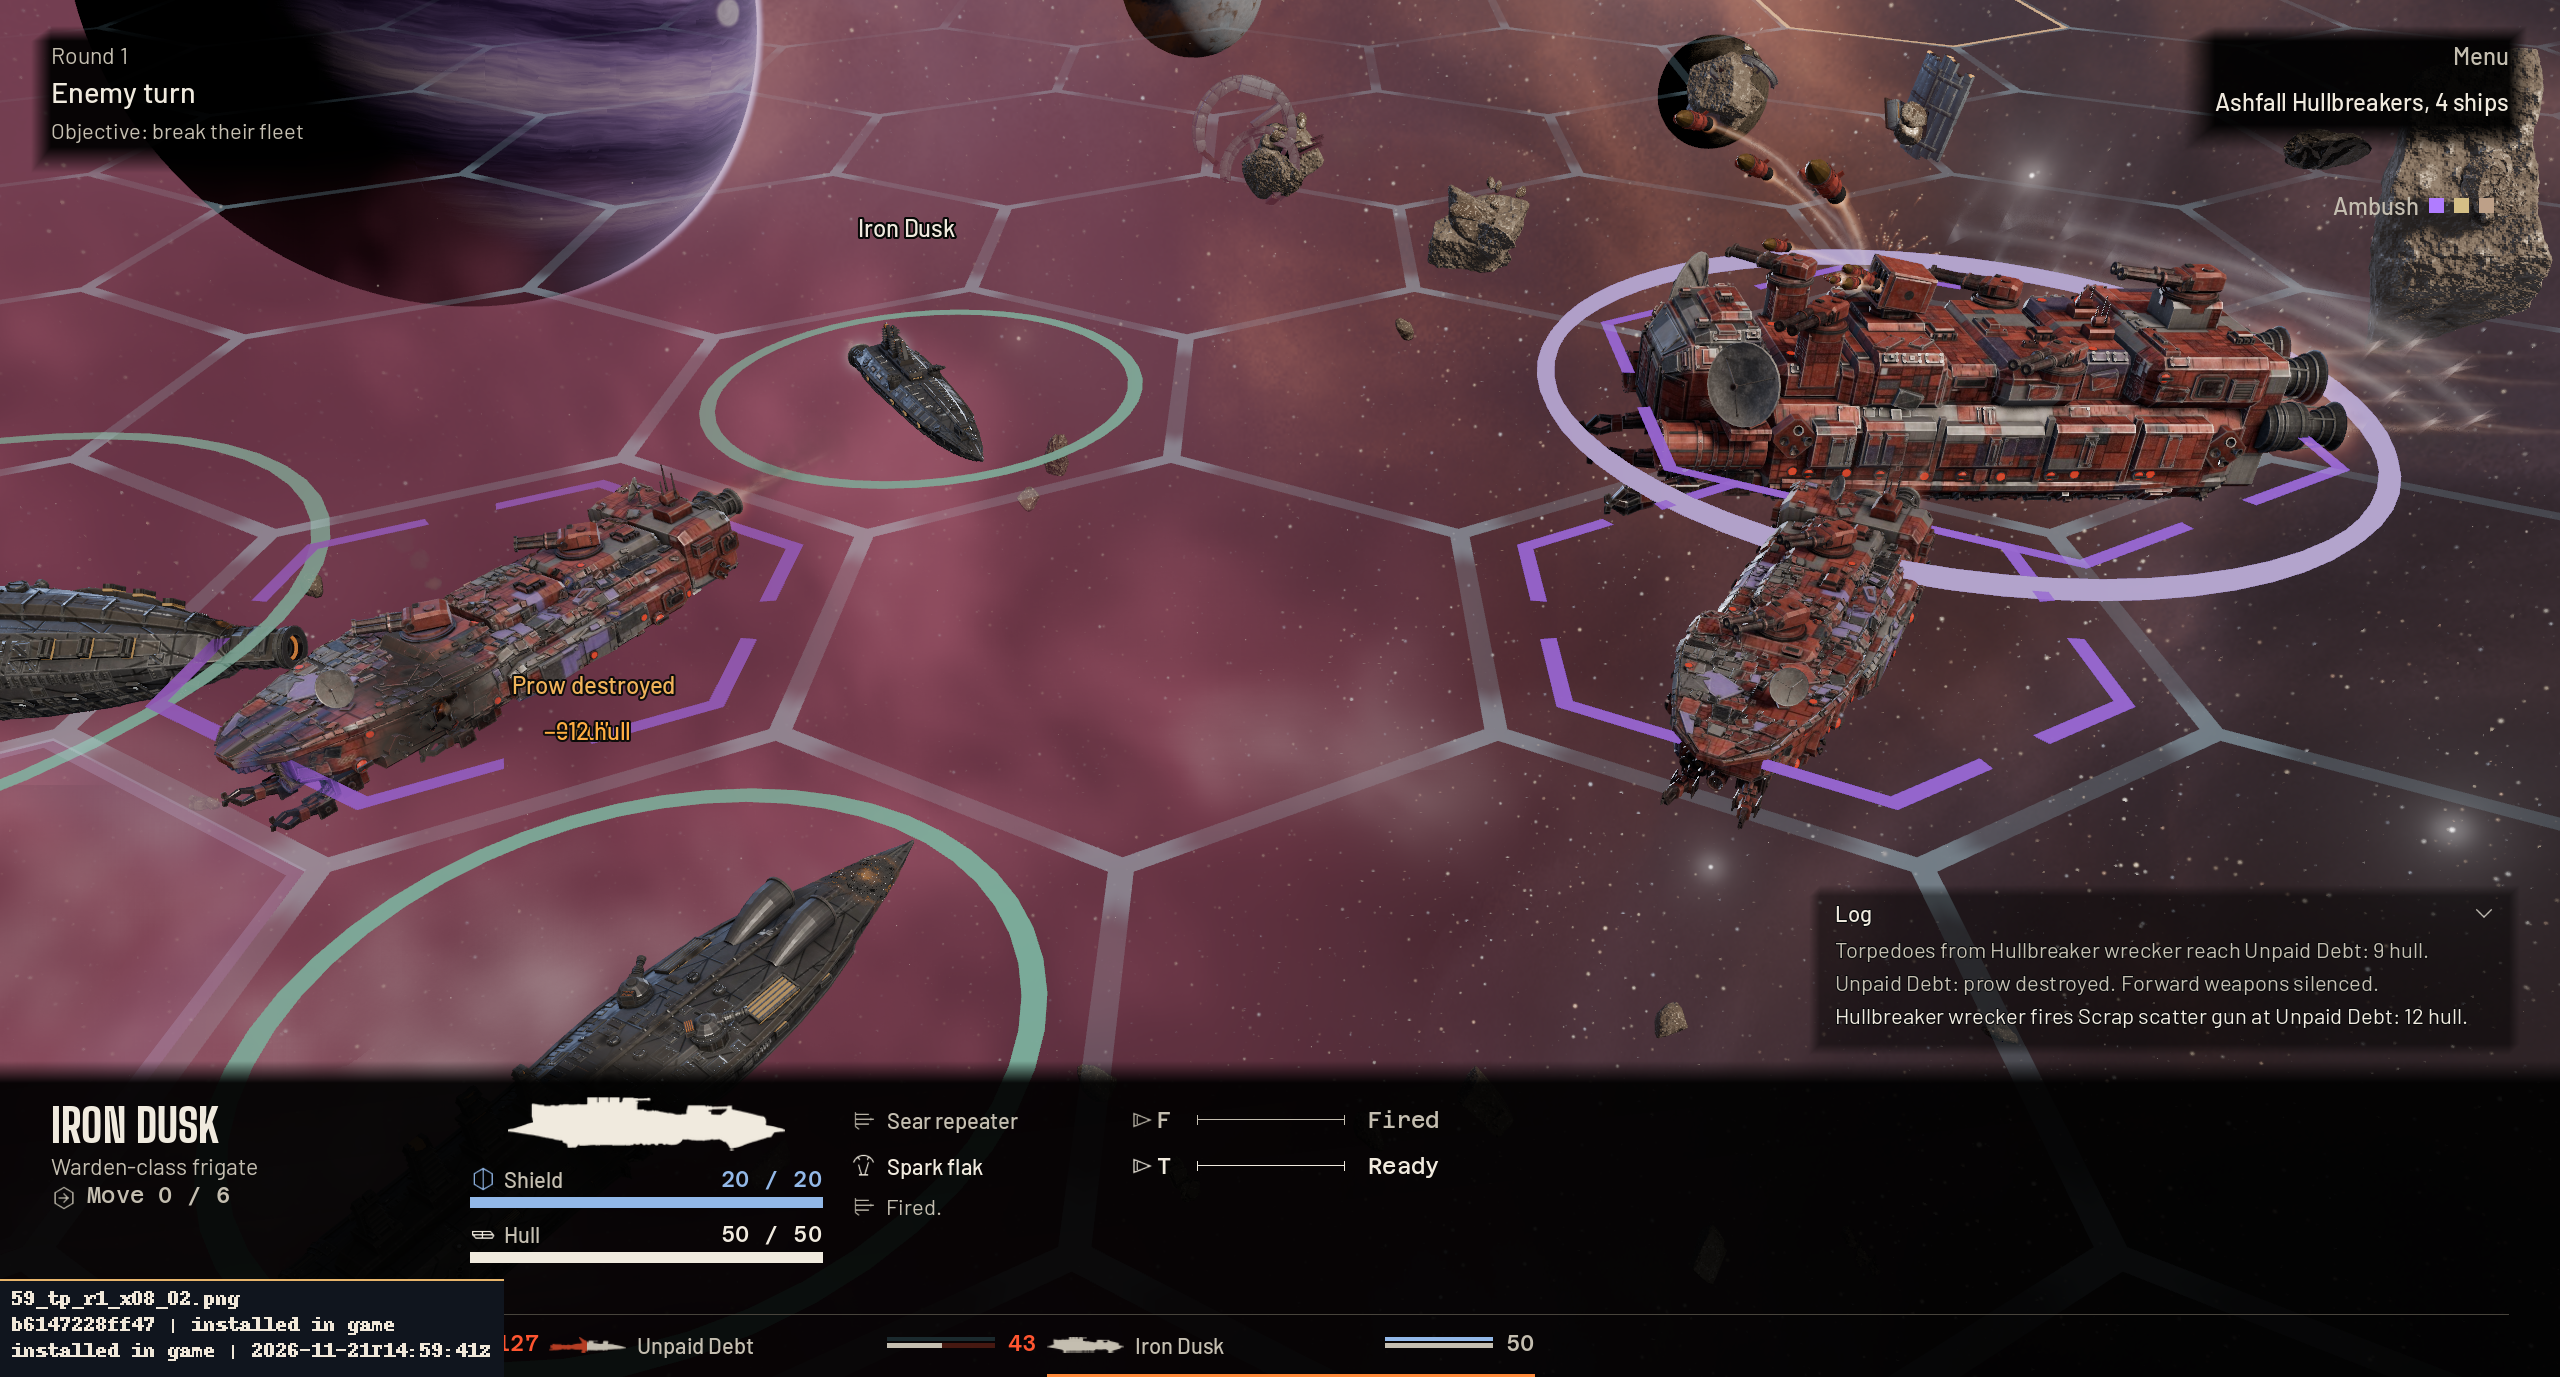 Round 1
Enemy turn
Objective: break their fleet
Menu
Ashfall Hullbreakers, 4 ships
Ambush
Iron Dusk
Prow destroyed
Log
Torpedoes from Hullbreaker wrecker reach Unpaid Debt: 9 hull.
Unpaid Debt: prow destroyed. Forward weapons silenced.
Hullbreaker wrecker fires Scrap scatter gun at Unpaid Debt: 12 hull.
IRON DUSK
Warden-class frigate
Move 0 / 6
Shield 20 / 20
Hull 50 / 50
Sear repeater F Fired
Spark flak T Ready
Fired.
59_tp_r1_x08_02.png
b6147228ff47 | installed in game
installed in game | 2026-11-21r14:59:41z
127 Unpaid Debt 43 Iron Dusk 50